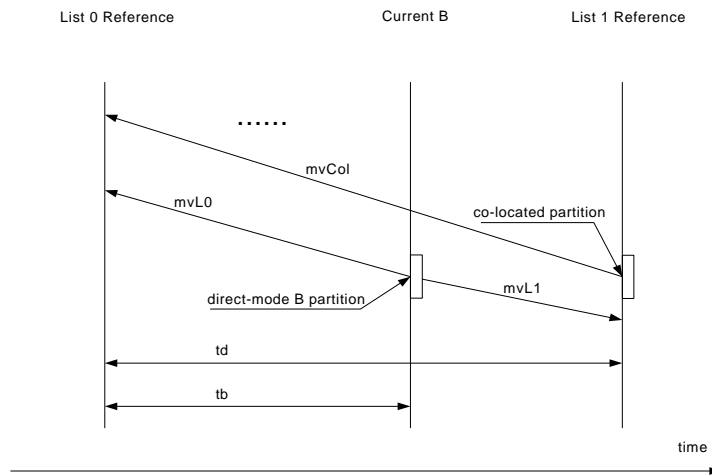 List 0 Reference
Current B
List 1 Reference
......
mvCol
mvL0
co-located partition
direct-mode B partition
mvL1
td
tb
time